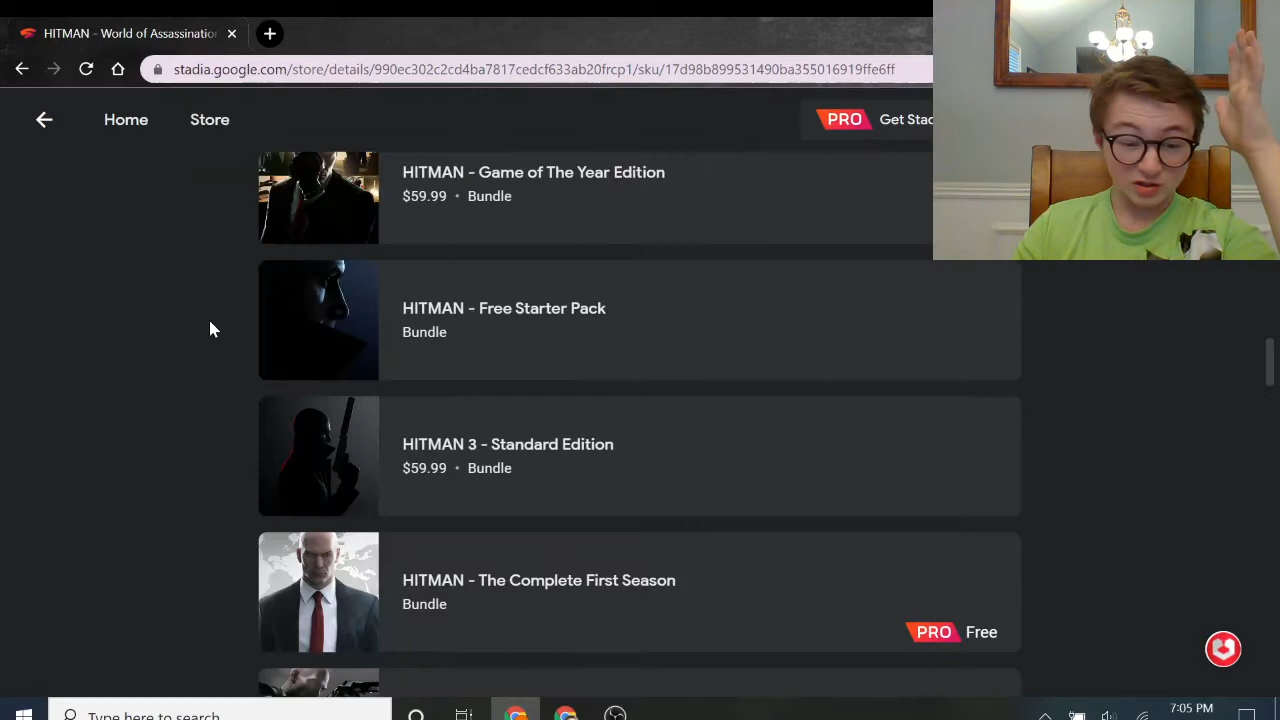 HITMAN - World of Assassination
stadia.google.com/store/details/990ec302c2cd4ba7817cedcf633ab20frcp1/sku/17d98b899531490ba355016919ffe6ff
Home Store PRO Get Stad
HITMAN - Game of The Year Edition
$59.99 • Bundle
HITMAN - Free Starter Pack
Bundle
HITMAN 3 - Standard Edition
$59.99 • Bundle
HITMAN - The Complete First Season
Bundle
PRO Free
Type here to search
7:05 PM